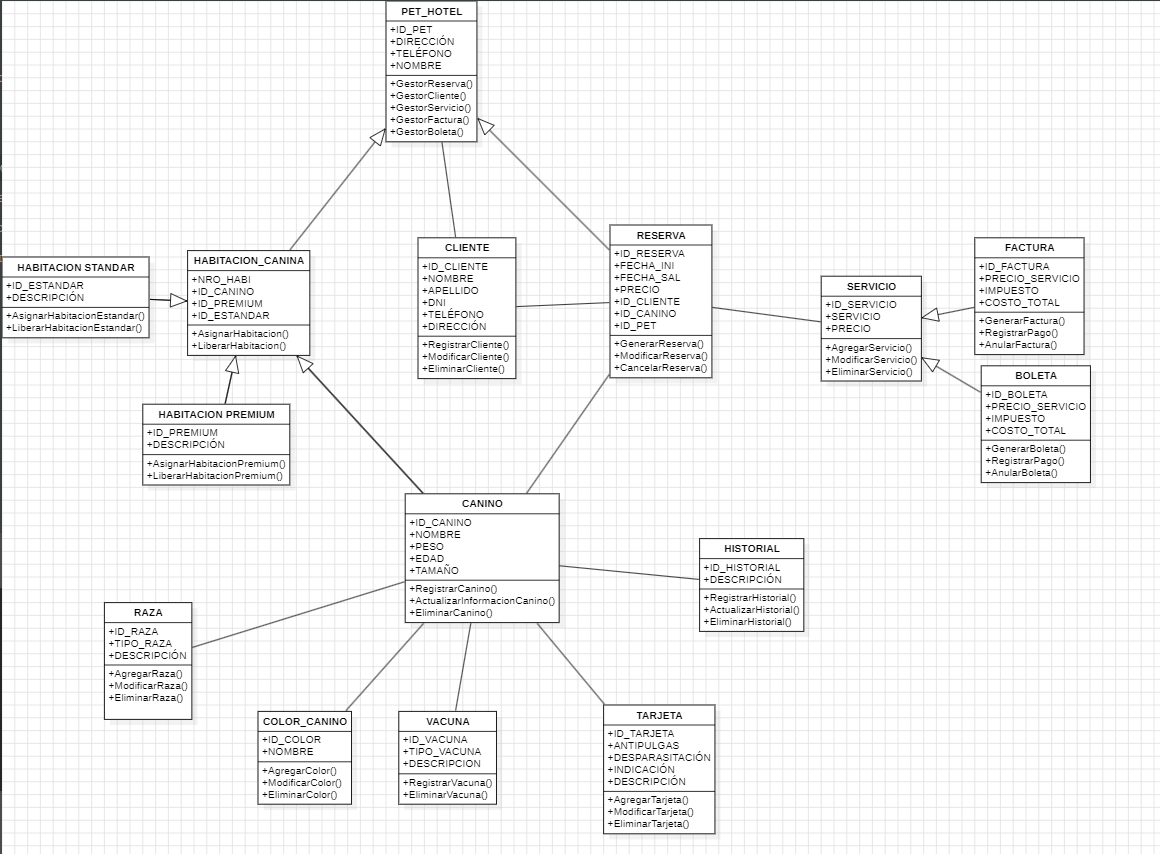 PET_HOTEL
+ID_PET
+DIRECCIÓN
+TELÉFONO
+NOMBRE
+GestorReserva()
+GestorCliente()
+GestorServicio()
+GestorFactura()
+GestorBoleta()
HABITACION STANDAR
+ID_ESTANDAR
+DESCRIPCIÓN
+AsignarHabitacionEstandar()
+LiberarHabitacionEstandar()
HABITACION_CANINA
+NRO_HABI
+ID_CANINO
+ID_PREMIUM
+ID_ESTANDAR
+AsignarHabitacion()
+LiberarHabitacion()
CLIENTE
+ID_CLIENTE
+NOMBRE
+APELLIDO
+DNI
+TELÉFONO
+DIRECCIÓN
+RegistrarCliente()
+ModificarCliente()
+EliminarCliente()
RESERVA
+ID_RESERVA
+FECHA_INI
+FECHA_SAL
+PRECIO
+ID_CLIENTE
+ID_CANINO
+ID_PET
+GenerarReserva()
+ModificarReserva()
+CancelarReserva()
SERVICIO
+ID_SERVICIO
+SERVICIO
+PRECIO
+AgregarServicio()
+ModificarServicio()
+EliminarServicio()
FACTURA
+ID_FACTURA
+PRECIO_SERVICIO
+IMPUESTO
+COSTO_TOTAL
+GenerarFactura()
+RegistrarPago()
+AnularFactura()
BOLETA
+ID_BOLETA
+PRECIO_SERVICIO
+IMPUESTO
+COSTO_TOTAL
+GenerarBoleta()
+RegistrarPago()
+AnularBoleta()
HABITACION PREMIUM
+ID_PREMIUM
+DESCRIPCIÓN
+AsignarHabitacionPremium()
+LiberarHabitacionPremium()
CANINO
+ID_CANINO
+NOMBRE
+PESO
+EDAD
+TAMAÑO
+RegistrarCanino()
+ActualizarInformacionCanino()
+EliminarCanino()
HISTORIAL
+ID_HISTORIAL
+DESCRIPCIÓN
+RegistrarHistorial()
+ActualizarHistorial()
+EliminarHistorial()
RAZA
+ID_RAZA
+TIPO_RAZA
+DESCRIPCIÓN
+AgregarRaza()
+ModificarRaza()
+EliminarRaza()
COLOR_CANINO
+ID_COLOR
+NOMBRE
+AgregarColor()
+ModificarColor()
+EliminarColor()
VACUNA
+ID_VACUNA
+TIPO_VACUNA
+DESCRIPCION
+RegistrarVacuna()
+EliminarVacuna()
TARJETA
+ID_TARJETA
+ANTIPULGAS
+DESPARASITACIÓN
+INDICACIÓN
+DESCRIPCIÓN
+AgregarTarjeta()
+ModificarTarjeta()
+EliminarTarjeta()